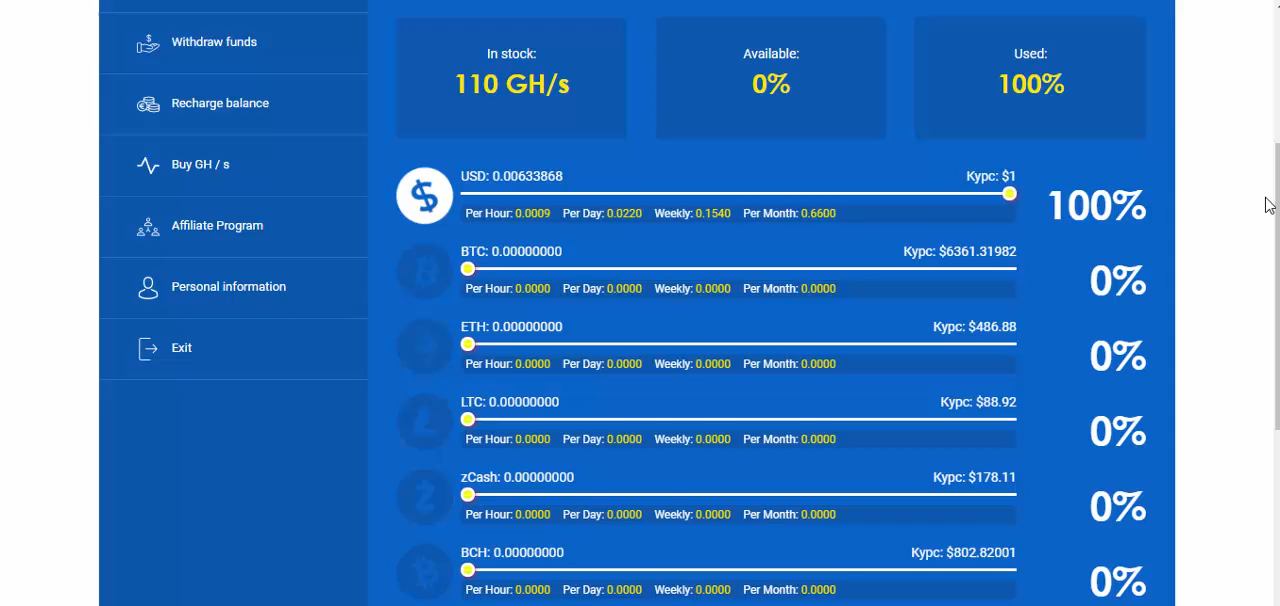 Withdraw funds
Recharge balance
Buy GH / s
Affiliate Program
Personal information
Exit
In stock:
110 GH/s
Available:
0%
Used:
100%
USD: 0.00633868 Курс: $1
Per Hour: 0.0009 Per Day: 0.0220 Weekly: 0.1540 Per Month: 0.6600
100%
BTC: 0.00000000 Курс: $6361.31982
Per Hour: 0.0000 Per Day: 0.0000 Weekly: 0.0000 Per Month: 0.0000
0%
ETH: 0.00000000 Курс: $486.88
Per Hour: 0.0000 Per Day: 0.0000 Weekly: 0.0000 Per Month: 0.0000
0%
LTC: 0.00000000 Курс: $88.92
Per Hour: 0.0000 Per Day: 0.0000 Weekly: 0.0000 Per Month: 0.0000
0%
zCash: 0.00000000 Курс: $178.11
Per Hour: 0.0000 Per Day: 0.0000 Weekly: 0.0000 Per Month: 0.0000
0%
BCH: 0.00000000 Курс: $802.82001
Per Hour: 0.0000 Per Day: 0.0000 Weekly: 0.0000 Per Month: 0.0000
0%